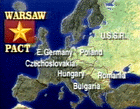 WARSAW
PACT
U.S.S.R.
E. Germany Poland
Czechoslovakia
Hungary Romania
Bulgaria